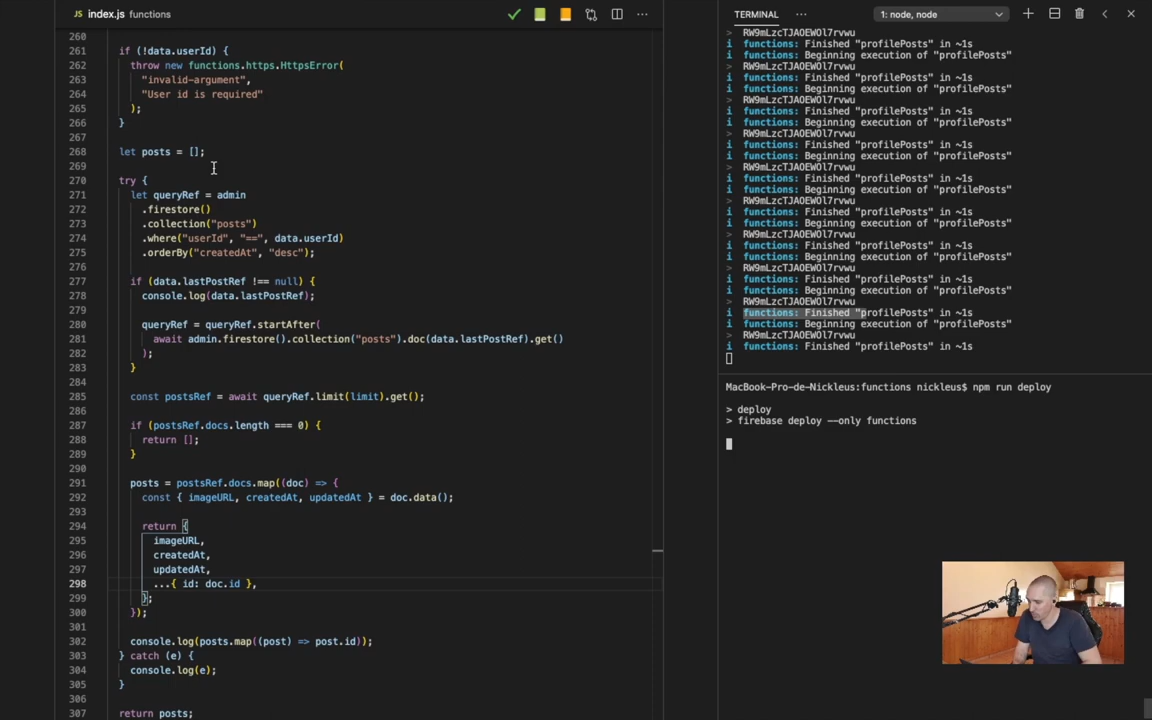 JS index.js functions
260
261 if (!data.userId) {
262 throw new functions.https.HttpsError(
263 "invalid-argument",
264 "User id is required"
265 );
266 }
267
268 let posts = [];
269
270 try {
271 let queryRef = admin
272 .firestore()
273 .collection("posts")
274 .where("userId", "==", data.userId)
275 .orderBy("createdAt", "desc");
276
277 if (data.lastPostRef !== null) {
278 console.log(data.lastPostRef);
279
280 queryRef = queryRef.startAfter(
281 await admin.firestore().collection("posts").doc(data.lastPostRef).get()
282 );
283 }
284
285 const postsRef = await queryRef.limit(limit).get();
286
287 if (postsRef.docs.length === 0) {
288 return [];
289 }
290
291 posts = postsRef.docs.map((doc) => {
292 const { imageURL, createdAt, updatedAt } = doc.data();
293
294 return {
295 imageURL,
296 createdAt,
297 updatedAt,
298 ...{ id: doc.id },
299 };
300 });
301
302 console.log(posts.map((post) => post.id));
303 } catch (e) {
304 console.log(e);
305 }
306
307 return posts;
TERMINAL ... 1: node, node
> RW9mLzcTJAOEWOl7rvwu
i functions: Finished "profilePosts" in ~1s
i functions: Beginning execution of "profilePosts"
> RW9mLzcTJAOEWOl7rvwu
i functions: Finished "profilePosts" in ~1s
i functions: Beginning execution of "profilePosts"
> RW9mLzcTJAOEWOl7rvwu
i functions: Finished "profilePosts" in ~1s
i functions: Beginning execution of "profilePosts"
> RW9mLzcTJAOEWOl7rvwu
i functions: Finished "profilePosts" in ~1s
i functions: Beginning execution of "profilePosts"
> RW9mLzcTJAOEWOl7rvwu
i functions: Finished "profilePosts" in ~1s
i functions: Beginning execution of "profilePosts"
> RW9mLzcTJAOEWOl7rvwu
i functions: Finished "profilePosts" in ~1s
i functions: Beginning execution of "profilePosts"
> RW9mLzcTJAOEWOl7rvwu
i functions: Finished "profilePosts" in ~1s
i functions: Beginning execution of "profilePosts"
> RW9mLzcTJAOEWOl7rvwu
i functions: Finished "profilePosts" in ~1s
i functions: Beginning execution of "profilePosts"
> RW9mLzcTJAOEWOl7rvwu
i functions: Finished "profilePosts" in ~1s
i functions: Beginning execution of "profilePosts"
> RW9mLzcTJAOEWOl7rvwu
i functions: Finished "profilePosts" in ~1s
MacBook-Pro-de-Nickleus:functions nickleus$ npm run deploy
> deploy
> firebase deploy --only functions